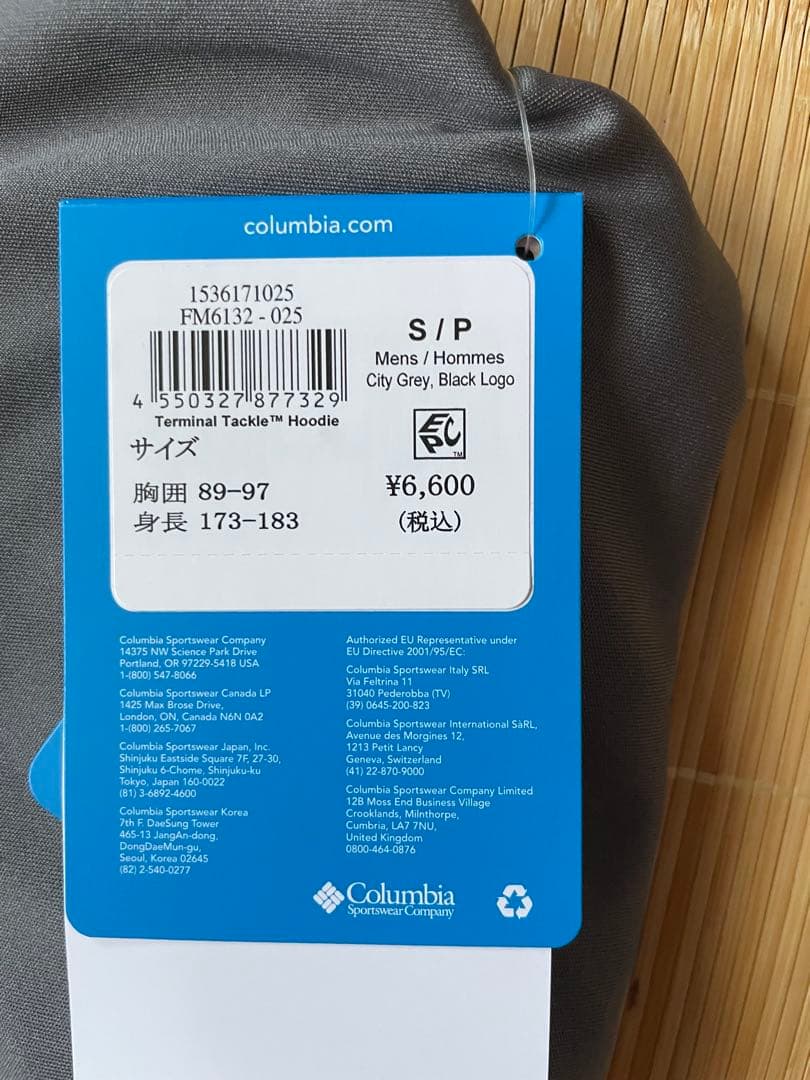 columbia.com
1536171025
FM6132 - 025
4 550327 877329
Terminal Tackle™ Hoodie
サイズ
胸囲 89-97
身長 173-183
S / P
Mens / Hommes
City Grey, Black Logo
EPC
TM
¥6,600
(税込)
Columbia Sportswear Company
14375 NW Science Park Drive
Portland, OR 97229-5418 USA
1-(800) 547-8066
Columbia Sportswear Canada LP
1425 Max Brose Drive,
London, ON, Canada N6N 0A2
1-(800) 265-7067
Columbia Sportswear Japan, Inc.
Shinjuku Eastside Square 7F, 27-30,
Shinjuku 6-Chome, Shinjuku-ku
Tokyo, Japan 160-0022
(81) 3-6892-4600
Columbia Sportswear Korea
7th F. DaeSung Tower
465-13 JangAn-dong,
DongDaeMun-gu,
Seoul, Korea 02645
(82) 2-540-0277
Authorized EU Representative under
EU Directive 2001/95/EC:
Columbia Sportswear Italy SRL
Via Feltrina 11
31040 Pederobba (TV)
(39) 0645-200-823
Columbia Sportswear International SàRL,
Avenue des Morgines 12,
1213 Petit Lancy
Geneva, Switzerland
(41) 22-870-9000
Columbia Sportswear Company Limited
12B Moss End Business Village
Crooklands, Milnthorpe,
Cumbria, LA7 7NU,
United Kingdom
0800-464-0876
Columbia
Sportswear Company